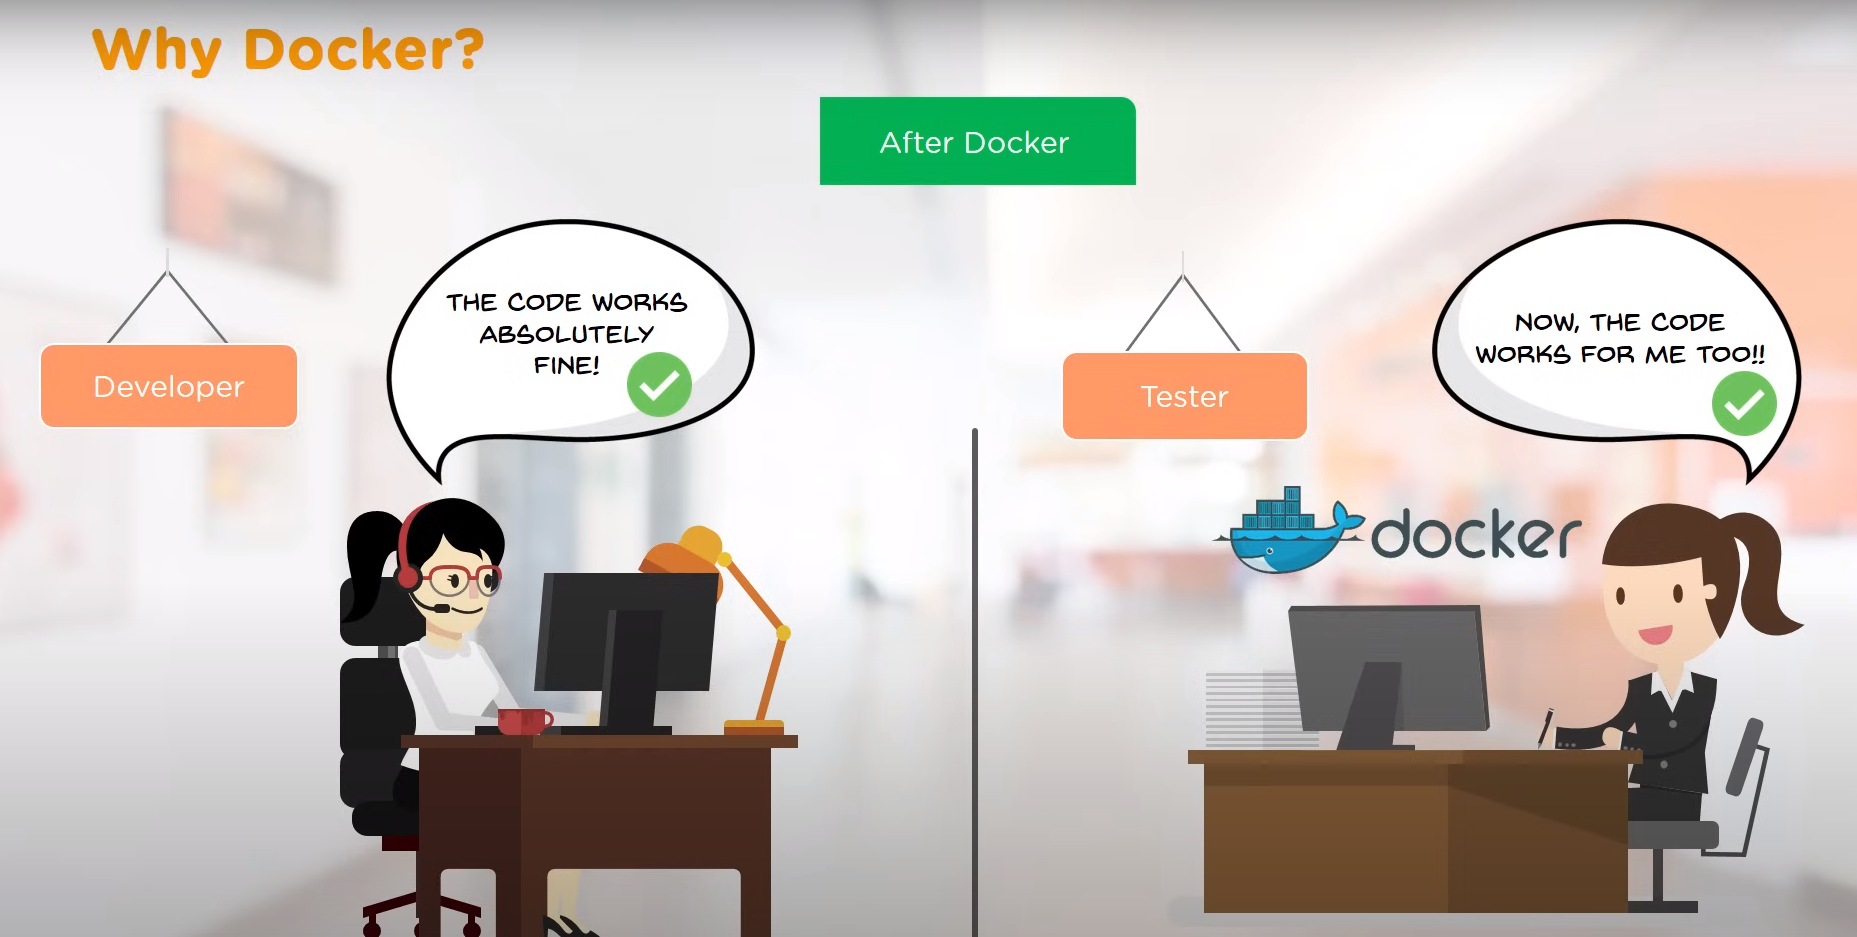 Why Docker?
After Docker
Developer
THE CODE WORKS
ABSOLUTELY
FINE!
Tester
NOW, THE CODE
WORKS FOR ME TOO!!
docker